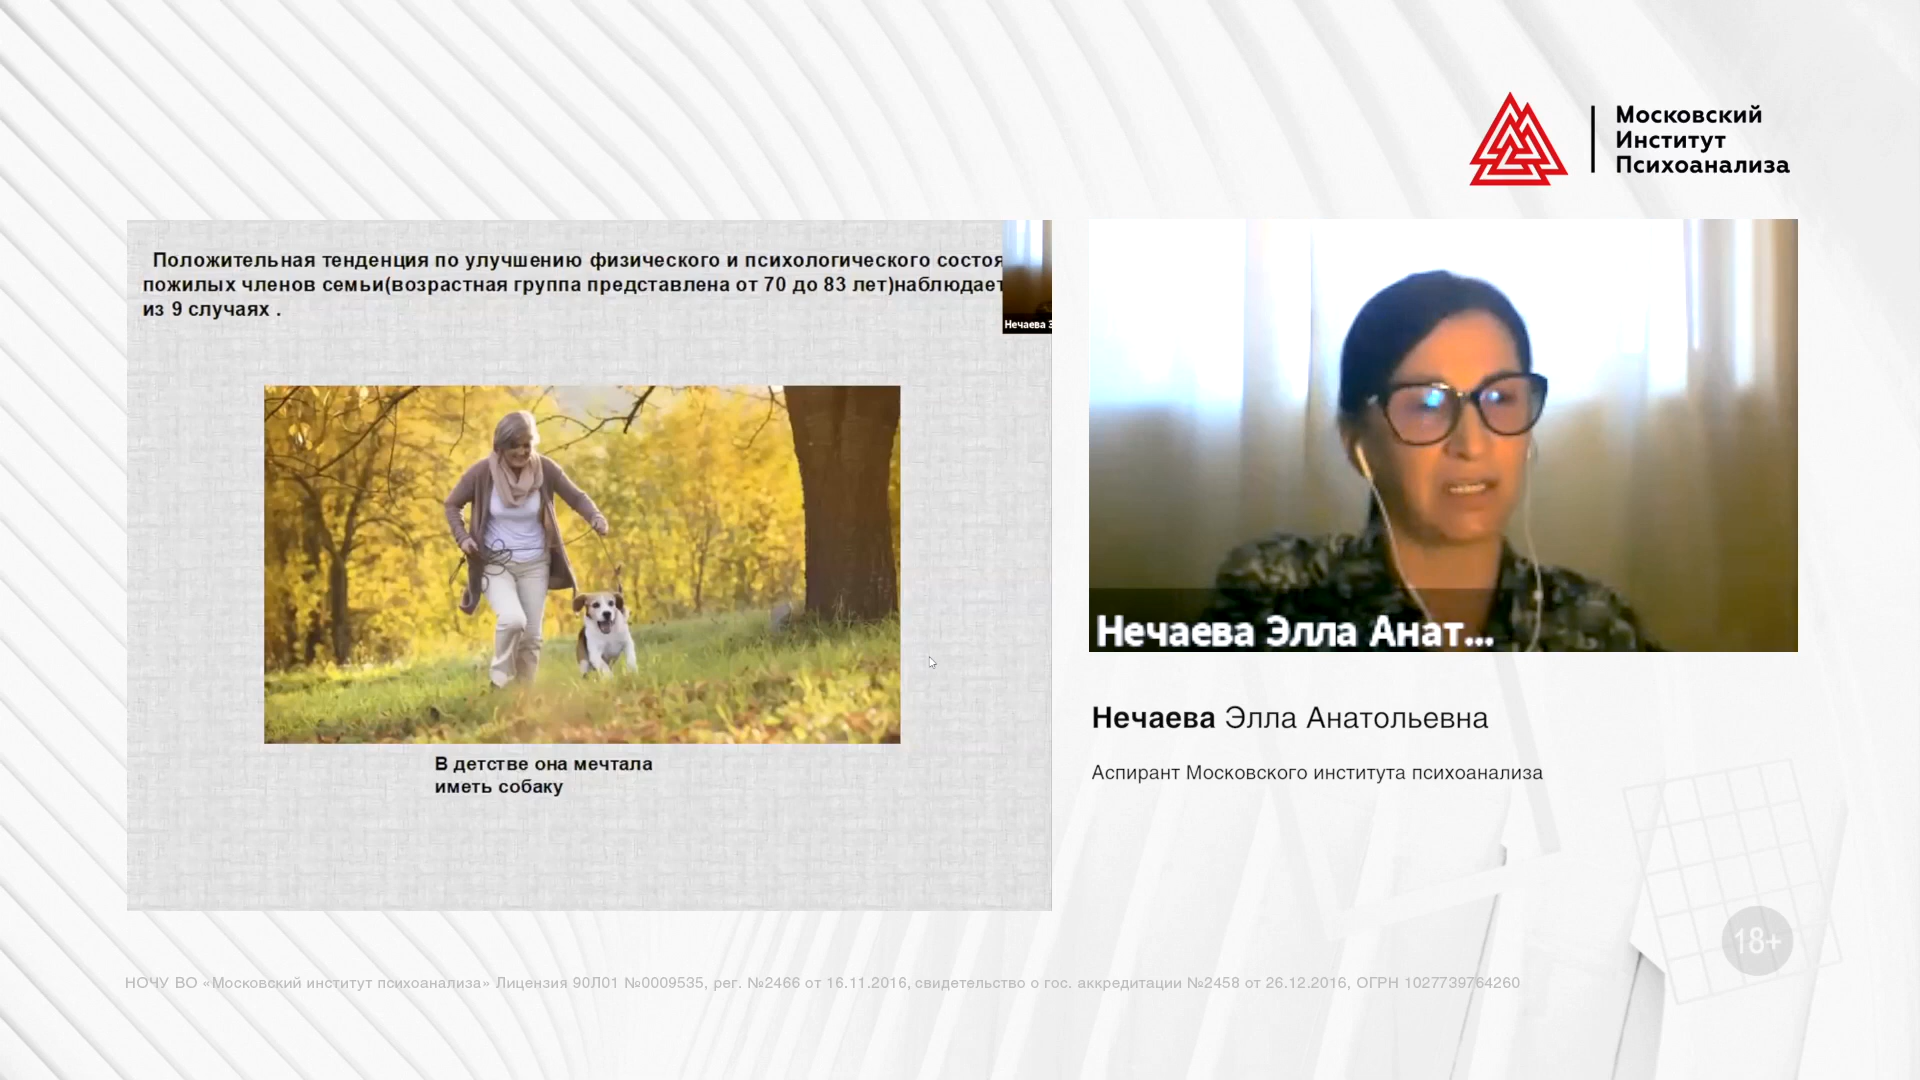 Московский
Институт
Психоанализа
Положительная тенденция по улучшению физического и психологического
пожилых членов семьи(возрастная группа представлена от 70 до 83 лет)
из 9 случаях .
Нечаева
В детстве она мечтала
иметь собаку
Нечаева Элла Анат...
Нечаева Элла Анатольевна
Аспирант Московского института психоанализа
18+
НОЧУ ВО «Московский институт психоанализа» Лицензия 90Л01 №0009535, рег. №2466 от 16.11.2016, свидетельство о гос. аккредитации №2458 от 26.12.2016, ОГРН 1027739764260